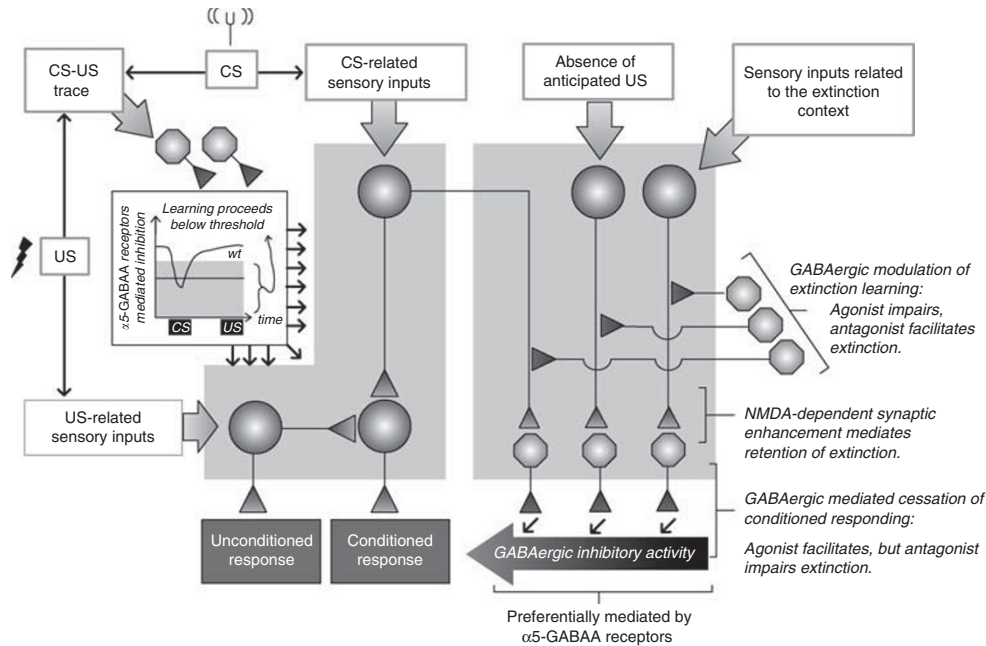 CS-US
trace
CS
CS-related
sensory inputs
Absence of
anticipated US
Sensory inputs related
to the extinction
context
α5-GABAA receptors
mediated inhibition
Learning proceeds
below threshold
wt
time
CS
US
US
GABAergic modulation of
extinction learning:
Agonist impairs,
antagonist facilitates
extinction.
US-related
sensory inputs
NMDA-dependent synaptic
enhancement mediates
retention of extinction.
GABAergic mediated cessation of
conditioned responding:
Agonist facilitates, but antagonist
impairs extinction.
Unconditioned
response
Conditioned
response
GABAergic inhibitory activity
Preferentially mediated by
α5-GABAA receptors